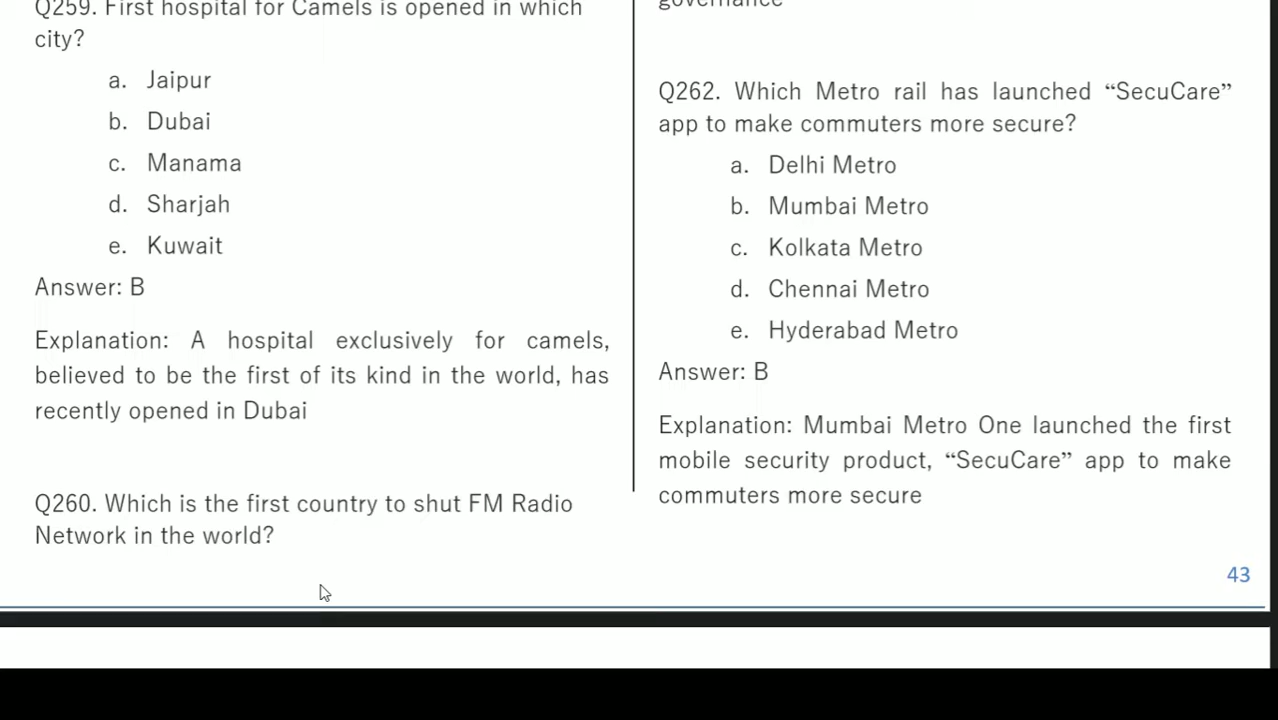 Q259. First hospital for Camels is opened in which
city?
a. Jaipur
b. Dubai
c. Manama
d. Sharjah
e. Kuwait
Answer: B
Explanation: A hospital exclusively for camels,
believed to be the first of its kind in the world, has
recently opened in Dubai
Q260. Which is the first country to shut FM Radio
Network in the world?
governance
Q262. Which Metro rail has launched “SecuCare”
app to make commuters more secure?
a. Delhi Metro
b. Mumbai Metro
c. Kolkata Metro
d. Chennai Metro
e. Hyderabad Metro
Answer: B
Explanation: Mumbai Metro One launched the first
mobile security product, “SecuCare” app to make
commuters more secure
43